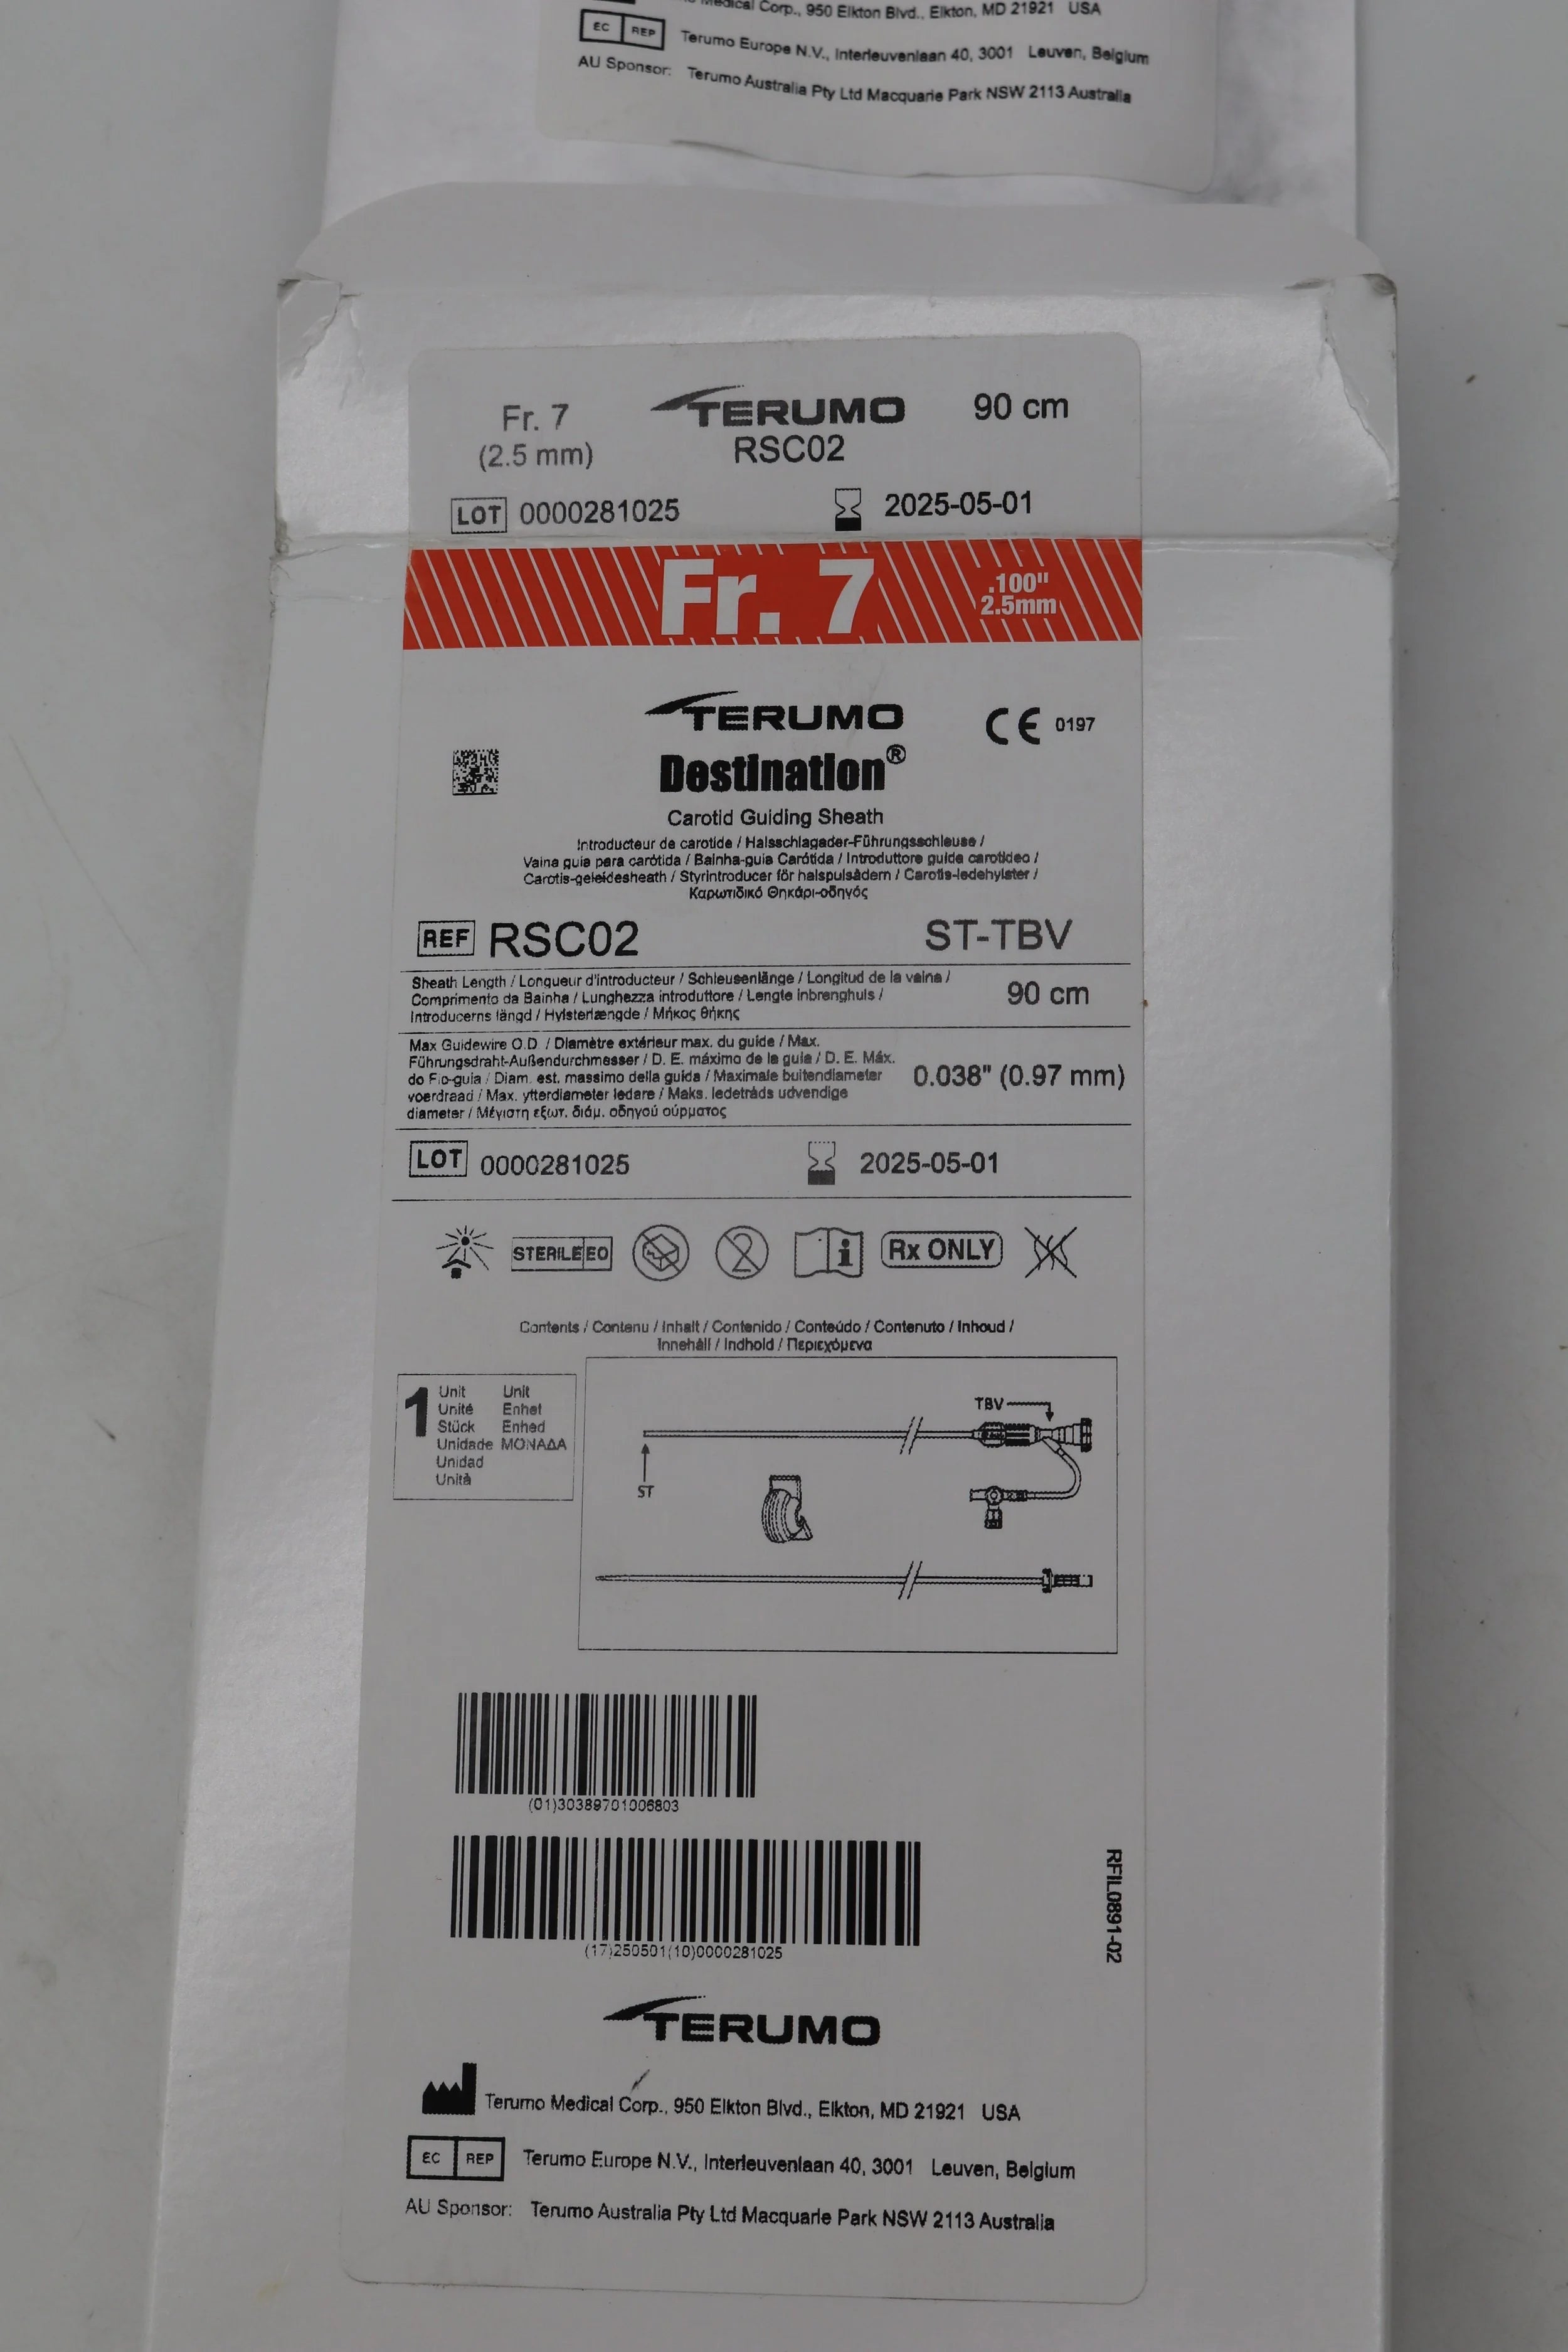 Medical Corp., 950 Elkton Blvd., Elkton, MD 21921 USA
EC REP Terumo Europe N.V., Interleuvenlaan 40, 3001 Leuven, Belgium
AU Sponsor: Terumo Australia Pty Ltd Macquarie Park NSW 2113 Australia
Fr. 7 TERUMO 90 cm
(2.5 mm) RSC02
LOT 0000281025 2025-05-01
Fr. 7 .100"
2.5mm
TERUMO CE 0197
Destination®
Carotid Guiding Sheath
Introducteur de carotide / Halsschlagader-Führungsschleuse /
Vaina guia para carótida / Bainha-guia Carótida / Introduttore guida carotideo /
Carotis-geleidesheath / Styrintroducer för halspulsådern / Carotis-ledehylster /
Καρωτιδικό Θηκάρι-οδηγός
REF RSC02 ST-TBV
Sheath Length / Longueur d'introducteur / Schleusenlänge / Longitud de la vaina /
Comprimento da Bainha / Lunghezza introduttore / Lengte inbrenghuls /
Introducerns längd / Hylsterlængde / Μήκος θήκης
90 cm
Max Guidewire O.D. / Diamètre extérieur max. du guide / Max.
Führungsdraht-Außendurchmesser / D. E. máximo de la guía / D. E. Máx.
do Fio-guia / Diam. est. massimo della guida / Maximale buitendiameter
voerdraad / Max. ytterdiameter ledare / Maks. ledetråds udvendige
diameter / Μέγιστη εξωτ. διάμ. οδηγού σύρματος
0.038" (0.97 mm)
LOT 0000281025 2025-05-01
STERILE EO 2 i Rx ONLY
Contents / Contenu / Inhalt / Contenido / Conteúdo / Contenuto / Inhoud /
Innehåll / Indhold / Περιεχόμενα
1 Unit Unit
Unité Enhet
Stück Enhed
Unidade ΜΟΝΑΔΑ
Unidad
Unità
TBV
ST
(01)30389701006803
(17)250501(10)0000281025
RFIL0891-02
TERUMO
Terumo Medical Corp., 950 Elkton Blvd., Elkton, MD 21921 USA
EC REP Terumo Europe N.V., Interleuvenlaan 40, 3001 Leuven, Belgium
AU Sponsor: Terumo Australia Pty Ltd Macquarie Park NSW 2113 Australia